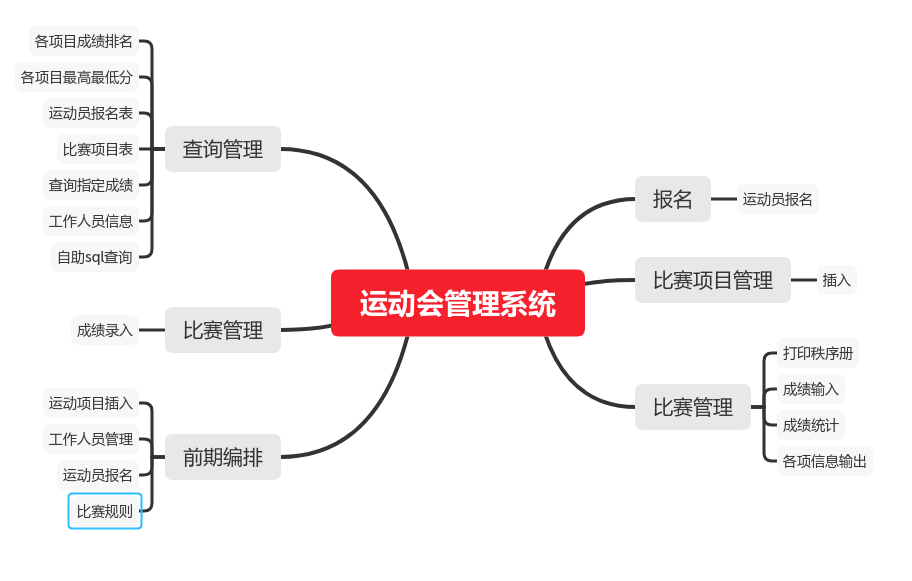 运动会管理系统
查询管理
各项目成绩排名
各项目最高最低分
运动员报名表
比赛项目表
查询指定成绩
工作人员信息
自助sql查询
比赛管理
成绩录入
前期编排
运动项目插入
工作人员管理
运动员报名
比赛规则
报名
运动员报名
比赛项目管理
插入
比赛管理
打印秩序册
成绩输入
成绩统计
各项信息输出